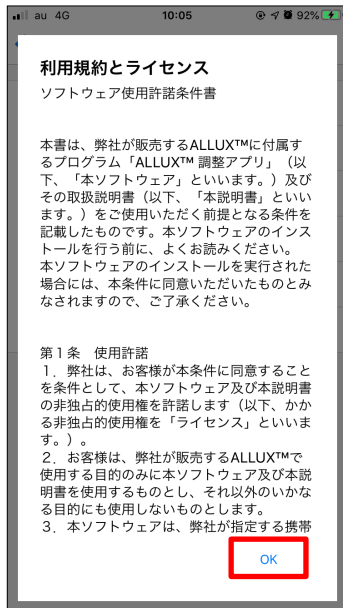 au 4G 10:05 92%
利用規約とライセンス
ソフトウェア使用許諾条件書
本書は、弊社が販売するALLUX™に付属す
るプログラム「ALLUX™ 調整アプリ」（以
下、「本ソフトウェア」といいます。）及び
その取扱説明書（以下、「本説明書」といい
ます。）をご使用いただく前提となる条件を
記載したものです。本ソフトウェアのインス
トールを行う前に、よくお読みください。
本ソフトウェアのインストールを実行された
場合には、本条件に同意いただいたものとみ
なされますので、ご了承ください。
第１条　使用許諾
１．弊社は、お客様が本条件に同意すること
を条件として、本ソフトウェア及び本説明書
の非独占的使用権を許諾します（以下、かか
る非独占的使用権を「ライセンス」といいま
す。）。
２．お客様は、弊社が販売するALLUX™で
使用する目的のみに本ソフトウェア及び本説
明書を使用するものとし、それ以外のいかな
る目的にも使用しないものとします。
３．本ソフトウェアは、弊社が指定する携帯
OK